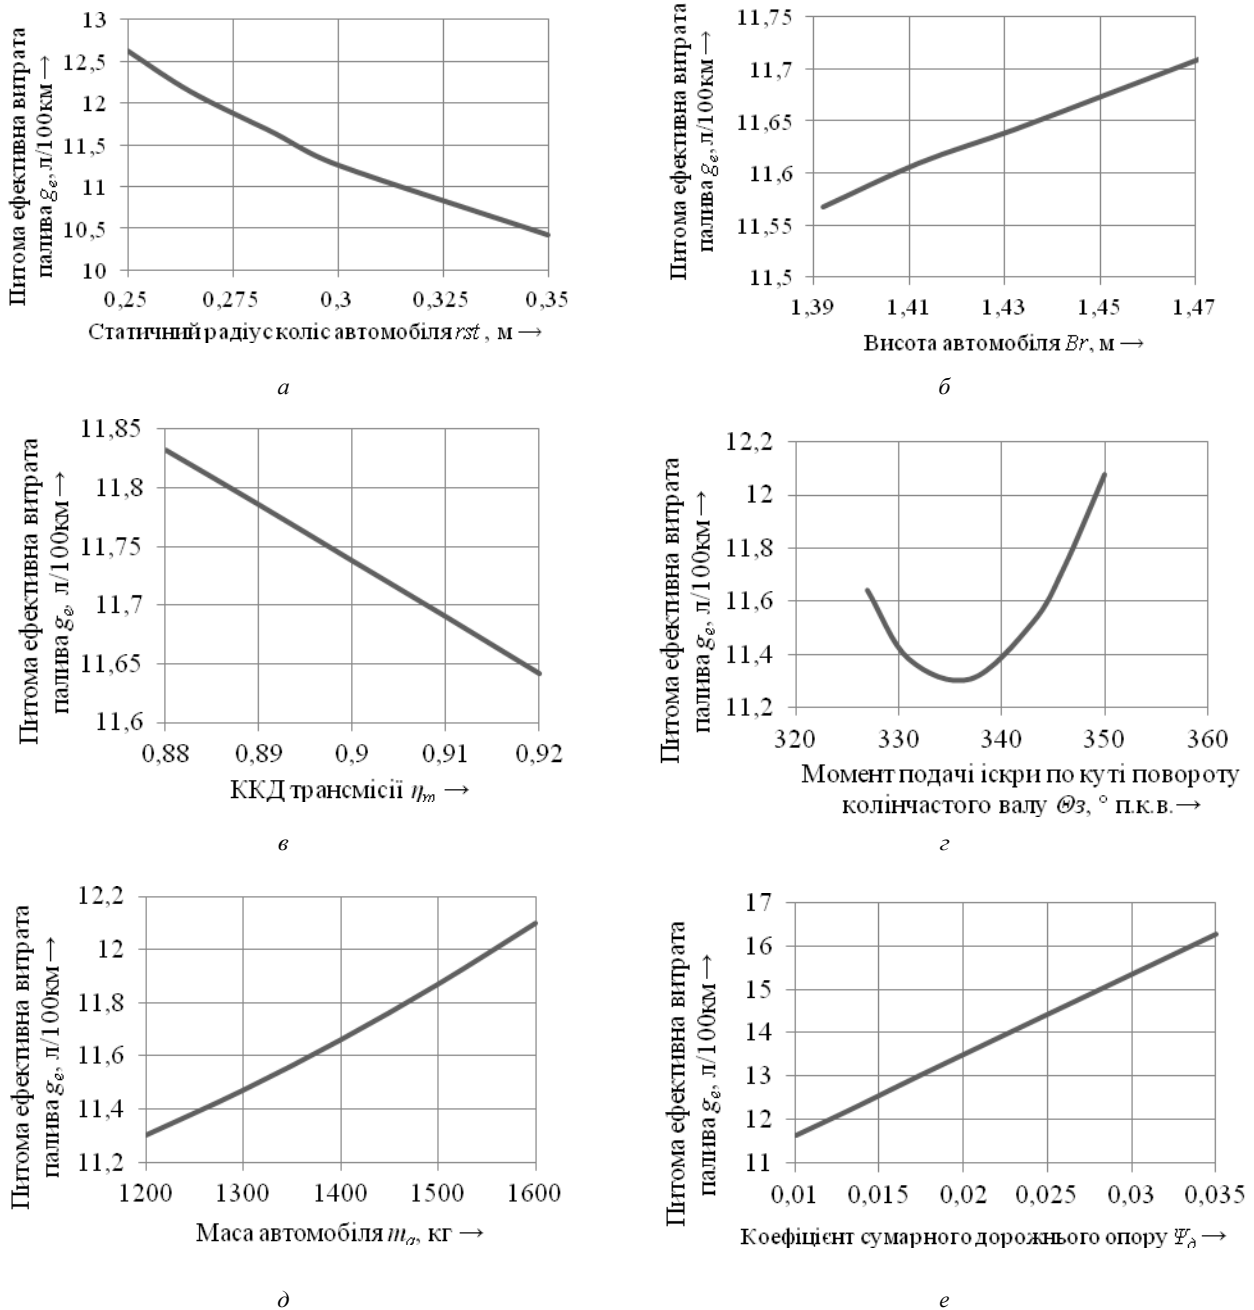 Питома ефективна витрата
палива gₑ, л/100км →
13
12,5
12
11,5
11
10,5
10
0,25 0,275 0,3 0,325 0,35
Статичний радіус коліс автомобіля rst , м →
а
Питома ефективна витрата
палива gₑ, л/100км →
11,75
11,7
11,65
11,6
11,55
11,5
1,39 1,41 1,43 1,45 1,47
Висота автомобіля Br, м →
б
Питома ефективна витрата
палива gₑ, л/100км →
11,85
11,8
11,75
11,7
11,65
11,6
0,88 0,89 0,9 0,91 0,92
ККД трансмісії ηₘ →
в
Питома ефективна витрата
палива gₑ, л/100км →
12,2
12
11,8
11,6
11,4
11,2
320 330 340 350 360
Момент подачі іскри по куті повороту
колінчастого валу Θз, ° п.к.в. →
г
Питома ефективна витрата
палива gₑ, л/100км →
12,2
12
11,8
11,6
11,4
11,2
1200 1300 1400 1500 1600
Маса автомобіля mₐ, кг →
д
Питома ефективна витрата
палива gₑ, л/100км →
17
16
15
14
13
12
11
0,01 0,015 0,02 0,025 0,03 0,035
Коефіцієнт сумарного дорожнього опору Ψд →
е